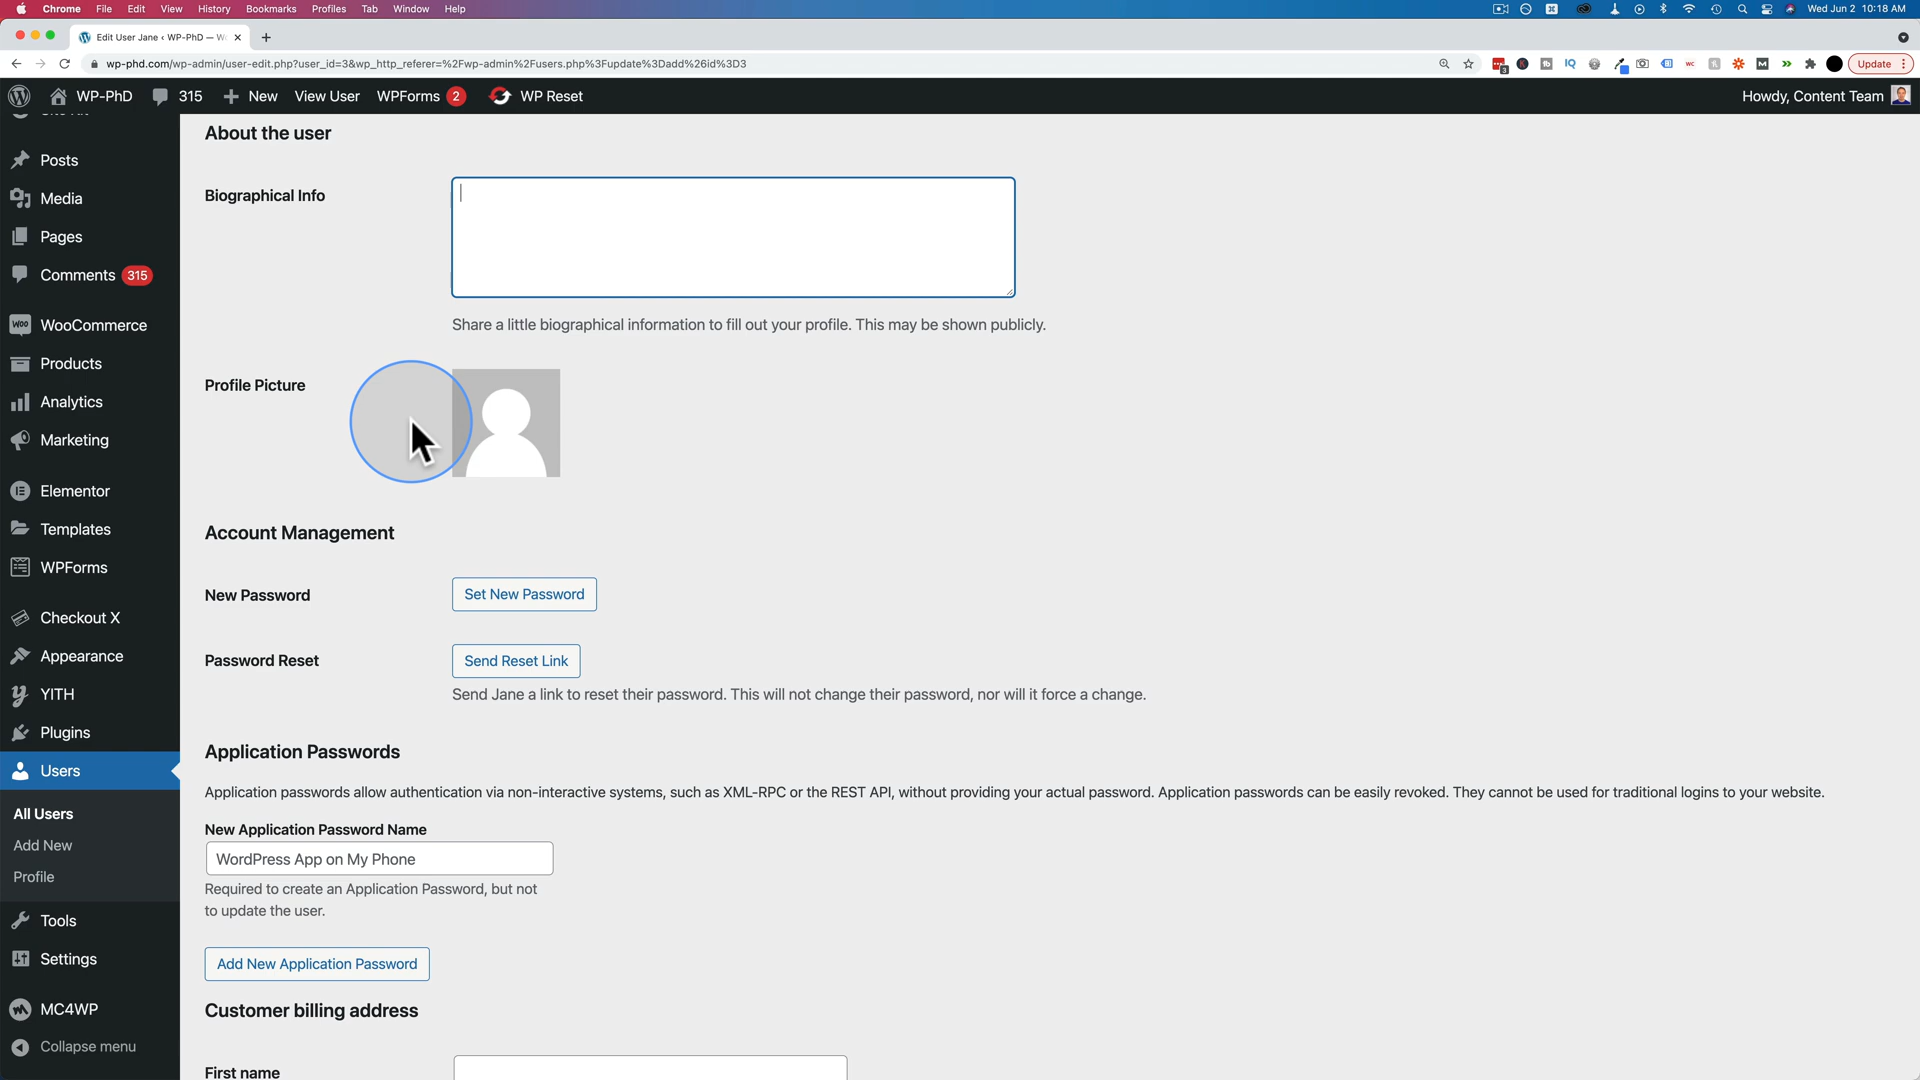 Chrome File Edit View History Bookmarks Profiles Tab Window Help
Wed Jun 2 10:18 AM
Edit User Jane ‹ WP-PhD — W
wp-phd.com/wp-admin/user-edit.php?user_id=3&wp_http_referer=%2Fwp-admin%2Fusers.php%3Fupdate%3Dadd%26id%3D3
Update
WP-PhD 315 New View User WPForms 2 WP Reset
Howdy, Content Team
Posts
Media
Pages
Comments 315
WooCommerce
Products
Analytics
Marketing
Elementor
Templates
WPForms
Checkout X
Appearance
YITH
Plugins
Users
All Users
Add New
Profile
Tools
Settings
MC4WP
Collapse menu
About the user
Biographical Info
Share a little biographical information to fill out your profile. This may be shown publicly.
Profile Picture
Account Management
New Password
Set New Password
Password Reset
Send Reset Link
Send Jane a link to reset their password. This will not change their password, nor will it force a change.
Application Passwords
Application passwords allow authentication via non-interactive systems, such as XML-RPC or the REST API, without providing your actual password. Application passwords can be easily revoked. They cannot be used for traditional logins to your website.
New Application Password Name
WordPress App on My Phone
Required to create an Application Password, but not
to update the user.
Add New Application Password
Customer billing address
First name